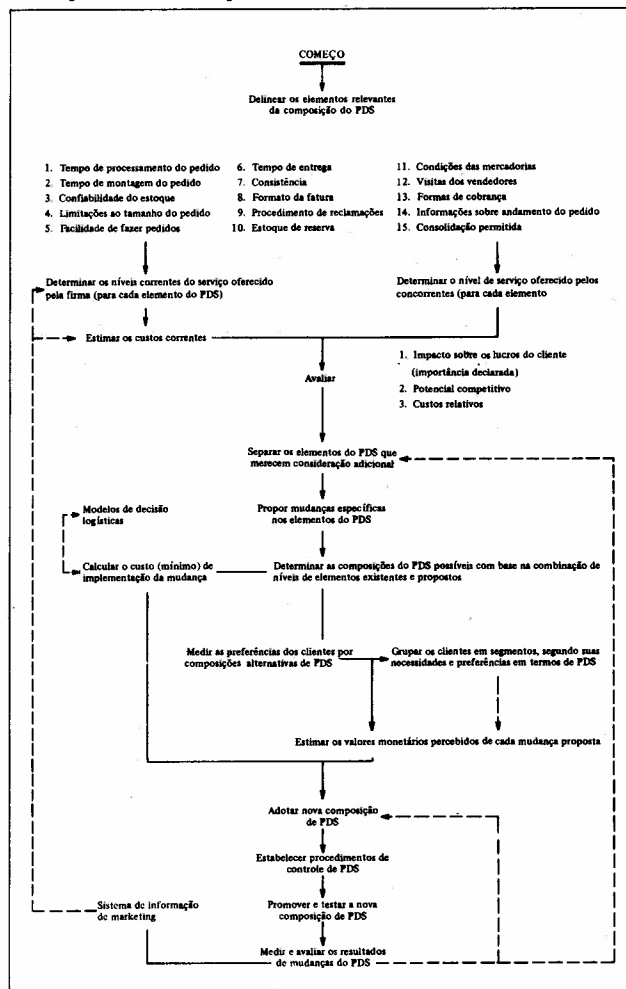 COMEÇO
Delinear os elementos relevantes
da composição do PDS
1. Tempo de processamento do pedido
2. Tempo de montagem do pedido
3. Confiabilidade do estoque
4. Limitações ao tamanho do pedido
5. Facilidade de fazer pedidos
6. Tempo de entrega
7. Consistência
8. Formato da fatura
9. Procedimento de reclamações
10. Estoque de reserva
11. Condições das mercadorias
12. Visitas dos vendedores
13. Formas de cobrança
14. Informações sobre andamento do pedido
15. Consolidação permitida
Determinar os níveis correntes do serviço oferecido
pela firma (para cada elemento do PDS)
Determinar o nível de serviço oferecido pelos
concorrentes (para cada elemento
Estimar os custos correntes
Avaliar
1. Impacto sobre os lucros do cliente
(importância declarada)
2. Potencial competitivo
3. Custos relativos
Separar os elementos do PDS que
merecem consideração adicional
Modelos de decisão
logísticas
Propor mudanças específicas
nos elementos do PDS
Calcular o custo (mínimo) de
implementação da mudança
Determinar as composições do PDS possíveis com base na combinação de
níveis de elementos existentes e propostos
Medir as preferências dos clientes por
composições alternativas de PDS
Grupar os clientes em segmentos, segundo suas
necessidades e preferências em termos de PDS
Estimar os valores monetários percebidos de cada mudança proposta
Adotar nova composição
de PDS
Estabelecer procedimentos de
controle de PDS
Sistema de informação
de marketing
Promover e testar a nova
composição de PDS
Medir e avaliar os resultados
de mudanças do PDS